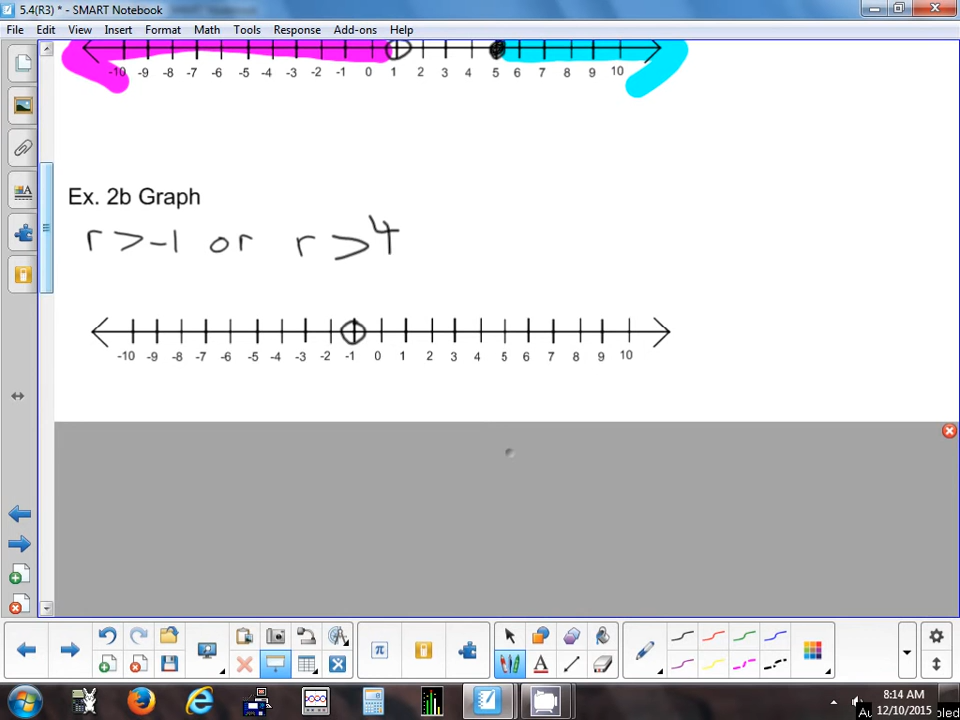 5.4(R3) * - SMART Notebook
File Edit View Insert Format Math Tools Response Add-ons Help
-10 -9 -8 -7 -6 -5 -4 -3 -2 -1 0 1 2 3 4 5 6 7 8 9 10
Ex. 2b Graph
r > -1 or r > 4
-10 -9 -8 -7 -6 -5 -4 -3 -2 -1 0 1 2 3 4 5 6 7 8 9 10
8:14 AM
12/10/2015